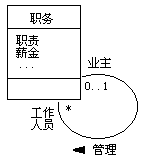 职务
职责
薪金
...
业主
0..1
工作
人员
*
管理